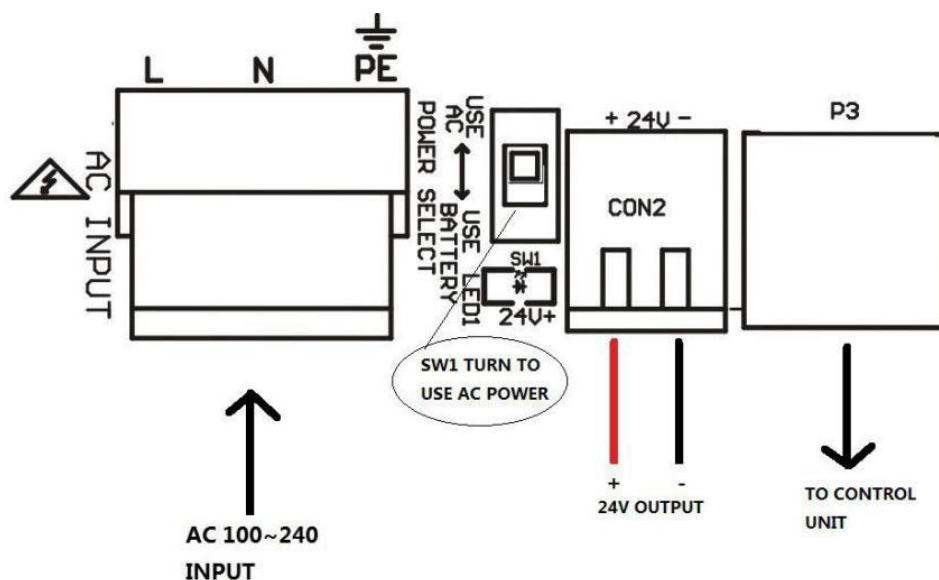 L N PE
AC INPUT
POWER SELECT
USE AC
USE BATTERY
SW1
LED1
24V+
+ 24V -
CON2
P3
SW1 TURN TO
USE AC POWER
AC 100~240
INPUT
+ -
24V OUTPUT
TO CONTROL
UNIT